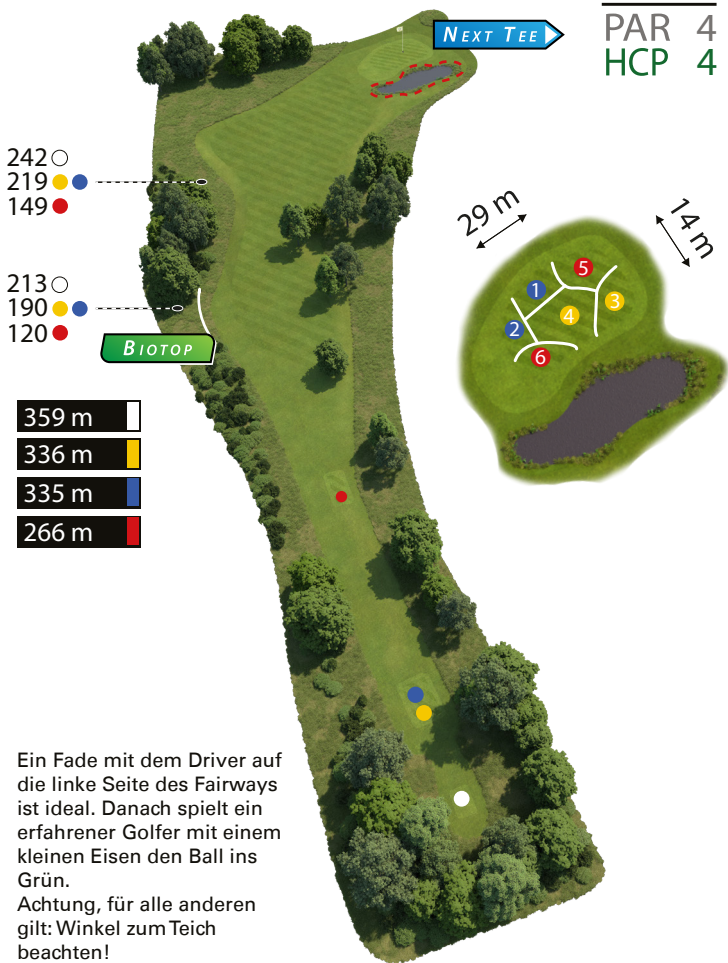 NEXT TEE
PAR 4
HCP 4
242
219
149
213
190
120
BIOTOP
29 m
14 m
5
1
3
4
2
6
359 m
336 m
335 m
266 m
Ein Fade mit dem Driver auf
die linke Seite des Fairways
ist ideal. Danach spielt ein
erfahrener Golfer mit einem
kleinen Eisen den Ball ins
Grün.
Achtung, für alle anderen
gilt: Winkel zum Teich
beachten!